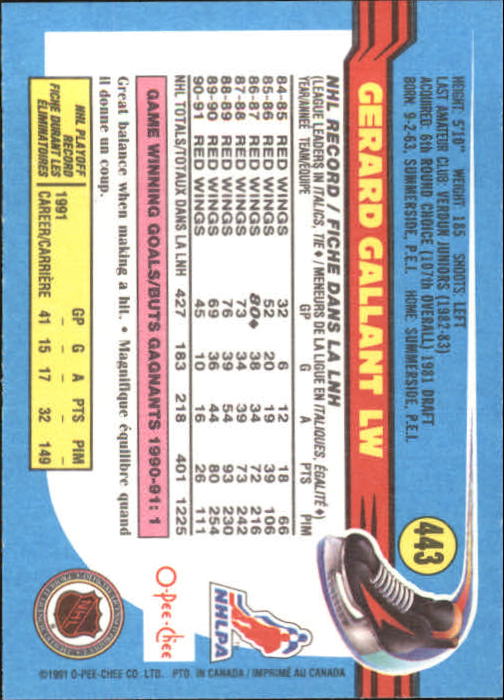 443
GERARD GALLANT LW
HEIGHT 5'10" WEIGHT 185 SHOOTS LEFT
LAST AMATEUR CLUB: VERDUN JUNIORS (1982-83)
ACQUIRED: 6th ROUND CHOICE (107th OVERALL) 1981 DRAFT
BORN: 9-2-63, SUMMERSIDE, P.E.I. HOME: SUMMERSIDE, P.E.I.
NHL RECORD / FICHE DANS LA LNH
(LEAGUE LEADERS IN ITALICS, TIE ♦ / MENEURS DE LA LIGUE EN ITALIQUES, ÉGALITÉ ♦)
YEAR/ANNÉE TEAM/EQUIPE GP G A PTS PIM
84-85 RED WINGS 32 6 12 18 66
85-86 RED WINGS 52 20 19 39 106
86-87 RED WINGS 80♦ 38 34 72 216
87-88 RED WINGS 73 34 39 73 242
88-89 RED WINGS 76 39 54 93 230
89-90 RED WINGS 69 36 44 80 254
90-91 RED WINGS 45 10 16 26 111
NHL TOTALS/TOTAUX DANS LA LNH 427 183 218 401 1225
GAME WINNING GOALS/BUTS GAGNANTS 1990-91: 1
Great balance when making a hit. • Magnifique équilibre quand
il donne un coup.
NHL PLAYOFF
RECORD
FICHE DURANT LES
ÉLIMINATOIRES
GP G A PTS PIM
1991 – – – – –
CAREER/CARRIÈRE 41 15 17 32 149
NHLPA
O-Pee-Chee
NHL
©1991 O-PEE-CHEE CO. LTD. PTD. IN CANADA / IMPRIMÉ AU CANADA